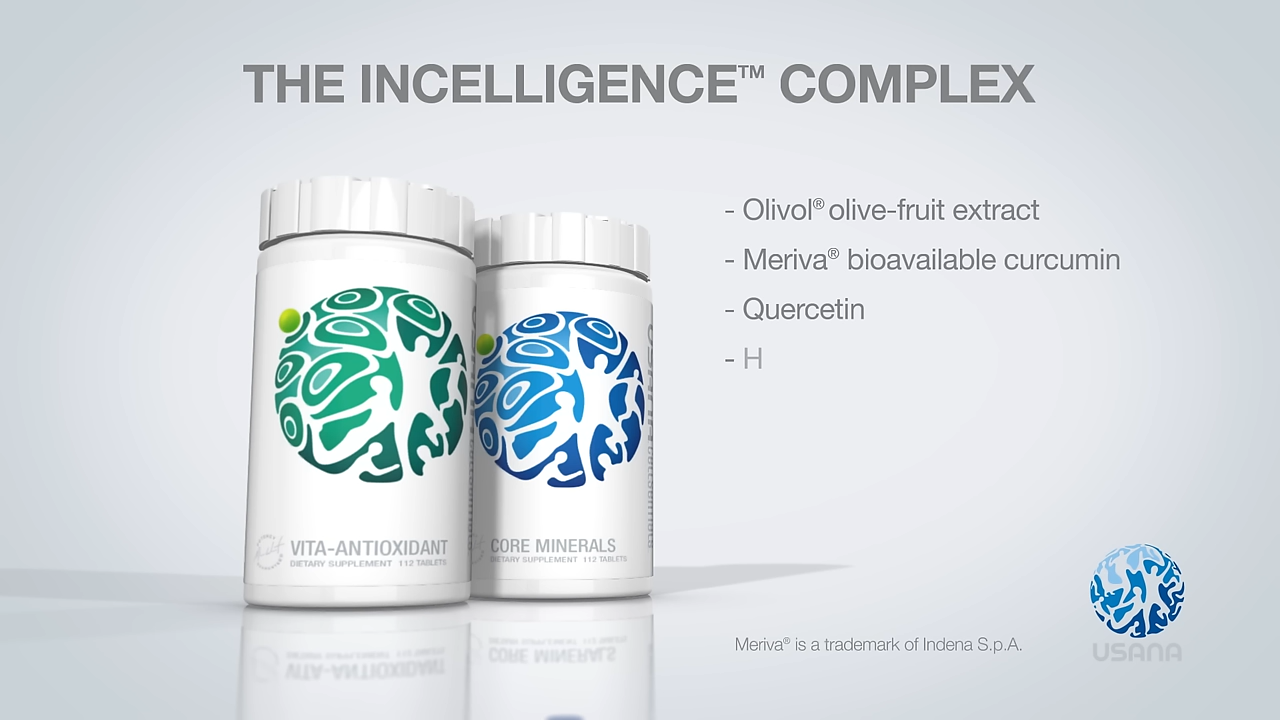 THE INCELLIGENCE™ COMPLEX
- Olivol® olive-fruit extract
- Meriva® bioavailable curcumin
- Quercetin
- H
VITA-ANTIOXIDANT
DIETARY SUPPLEMENT 112 TABLETS
CORE MINERALS
DIETARY SUPPLEMENT 112 TABLETS
Meriva® is a trademark of Indena S.p.A.
USANA